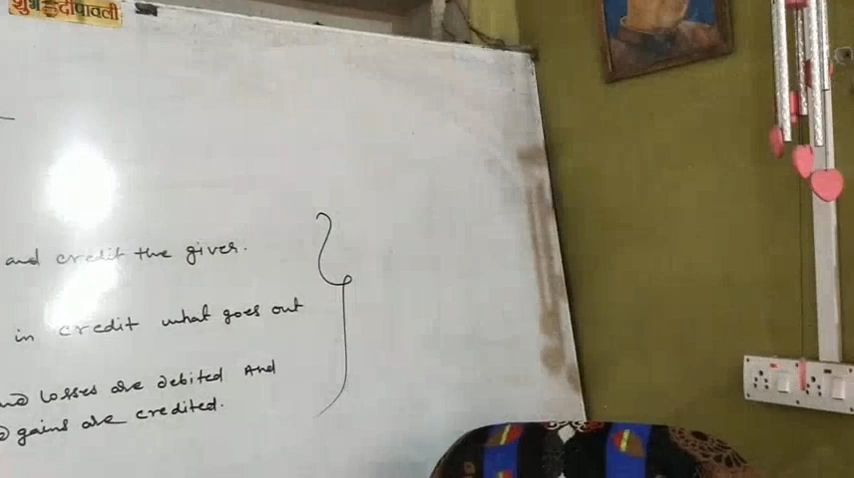 शुभ दीपावली
and credit the giver.
in credit what goes out
losses are debited And
gains are credited.